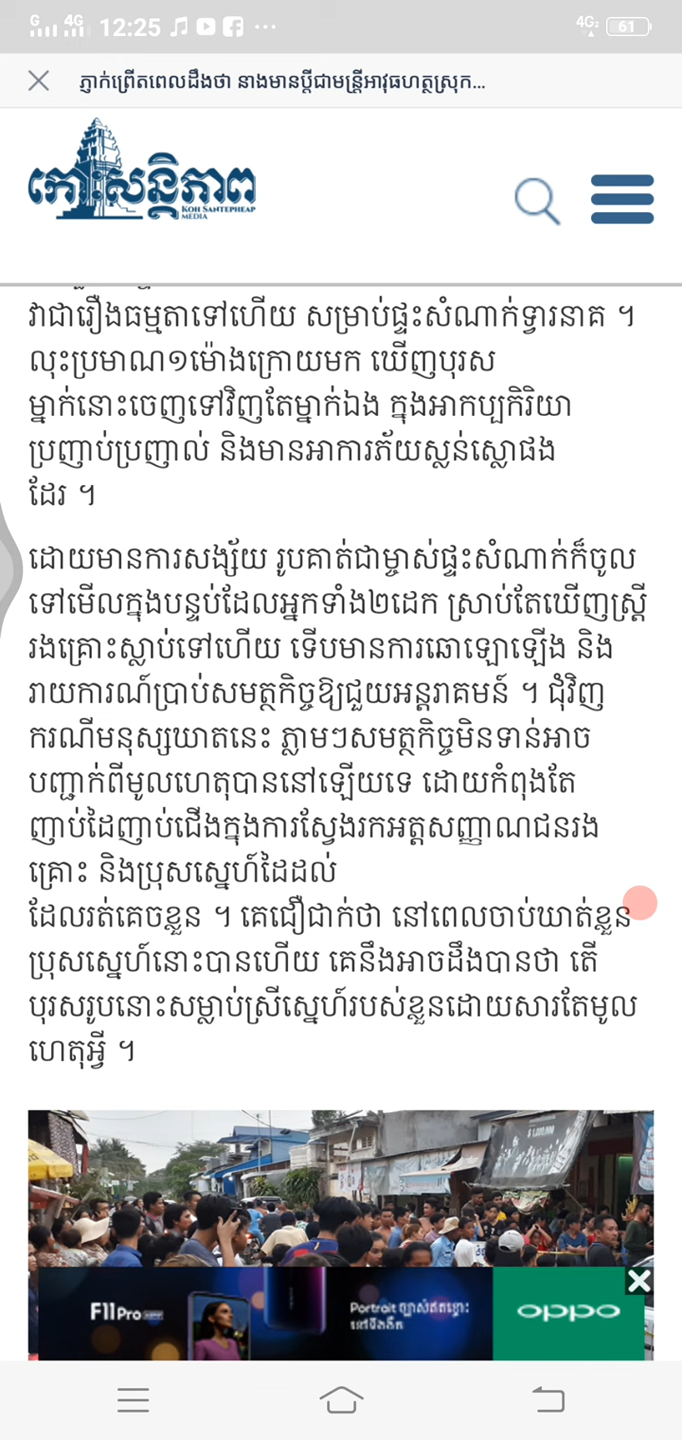 G 4G 12:25 ... 4G2 61
ភ្ញាក់ព្រើតពេលដឹងថា នាងមានប្ដីជាមន្ត្រីអាវុធហត្ថស្រុក...
កោះសន្តិភាព
KOH SANTEPHEAP
MEDIA
វាជារឿងធម្មតាទៅហើយ សម្រាប់ផ្ទះសំណាក់ទ្វារនាគ ។
លុះប្រមាណ១ម៉ោងក្រោយមក ឃើញបុរស
ម្នាក់នោះចេញទៅវិញតែម្នាក់ឯង ក្នុងអាកប្បកិរិយា
ប្រញាប់ប្រញាល់ និងមានអាការភ័យស្លន់ស្លោផង
ដែរ ។
ដោយមានការសង្ស័យ រូបគាត់ជាម្ចាស់ផ្ទះសំណាក់ក៏ចូល
ទៅមើលក្នុងបន្ទប់ដែលអ្នកទាំង២ដេក ស្រាប់តែឃើញស្ត្រី
រងគ្រោះស្លាប់ទៅហើយ ទើបមានការឆោឡោឡើង និង
រាយការណ៍ប្រាប់សមត្ថកិច្ចឱ្យជួយអន្តរាគមន៍ ។ ជុំវិញ
ករណីមនុស្សឃាតនេះ ភ្លាមៗសមត្ថកិច្ចមិនទាន់អាច
បញ្ជាក់ពីមូលហេតុបាននៅឡើយទេ ដោយកំពុងតែ
ញាប់ដៃញាប់ជើងក្នុងការស្វែងរកអត្តសញ្ញាណជនរង
គ្រោះ និងប្រុសស្នេហ៍ដៃដល់
ដែលរត់គេចខ្លួន ។ គេជឿជាក់ថា នៅពេលចាប់ឃាត់ខ្លួន
ប្រុសស្នេហ៍នោះបានហើយ គេនឹងអាចដឹងបានថា តើ
បុរសរូបនោះសម្លាប់ស្រីស្នេហ៍របស់ខ្លួនដោយសារតែមូល
ហេតុអ្វី ។
F11 Pro
Portrait ច្បាស់ឥតខ្ចោះ
នៅទីងងឹត
oppo